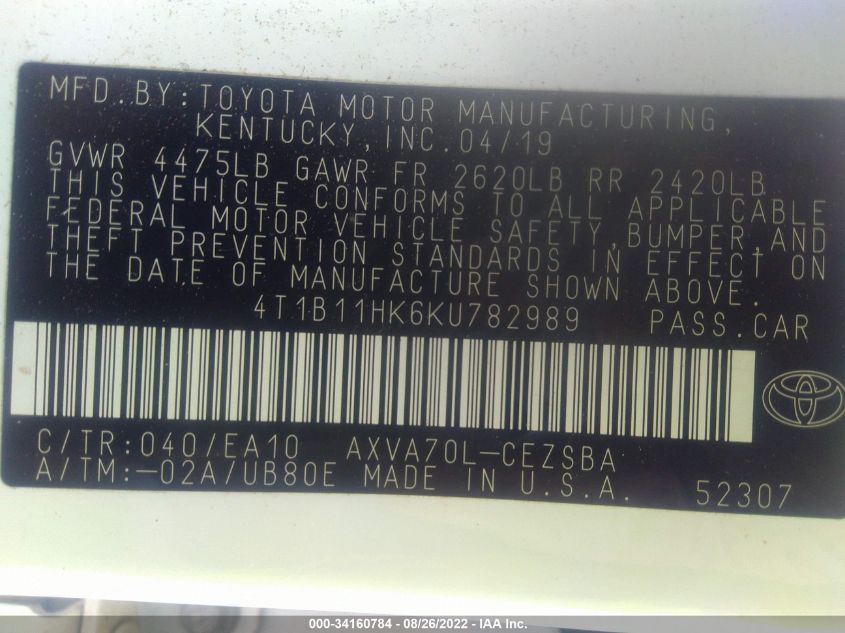 MFD.BY:TOYOTA MOTOR MANUFACTURING,
KENTUCKY,INC.04/19
GVWR 4475LB GAWR FR 2620LB RR 2420LB
THIS VEHICLE CONFORMS TO ALL APPLICABLE
FEDERAL MOTOR VEHICLE SAFETY,BUMPER,AND
THEFT PREVENTION STANDARDS IN EFFECT ON
THE DATE OF MANUFACTURE SHOWN ABOVE.
4T1B11HK6KU782989 PASS.CAR
C/TR:040/EA10 AXVA70L-CEZSBA
A/TM:-02A/UB80E MADE IN U.S.A. 52307
000-34160784 - 08/26/2022 - IAA Inc.